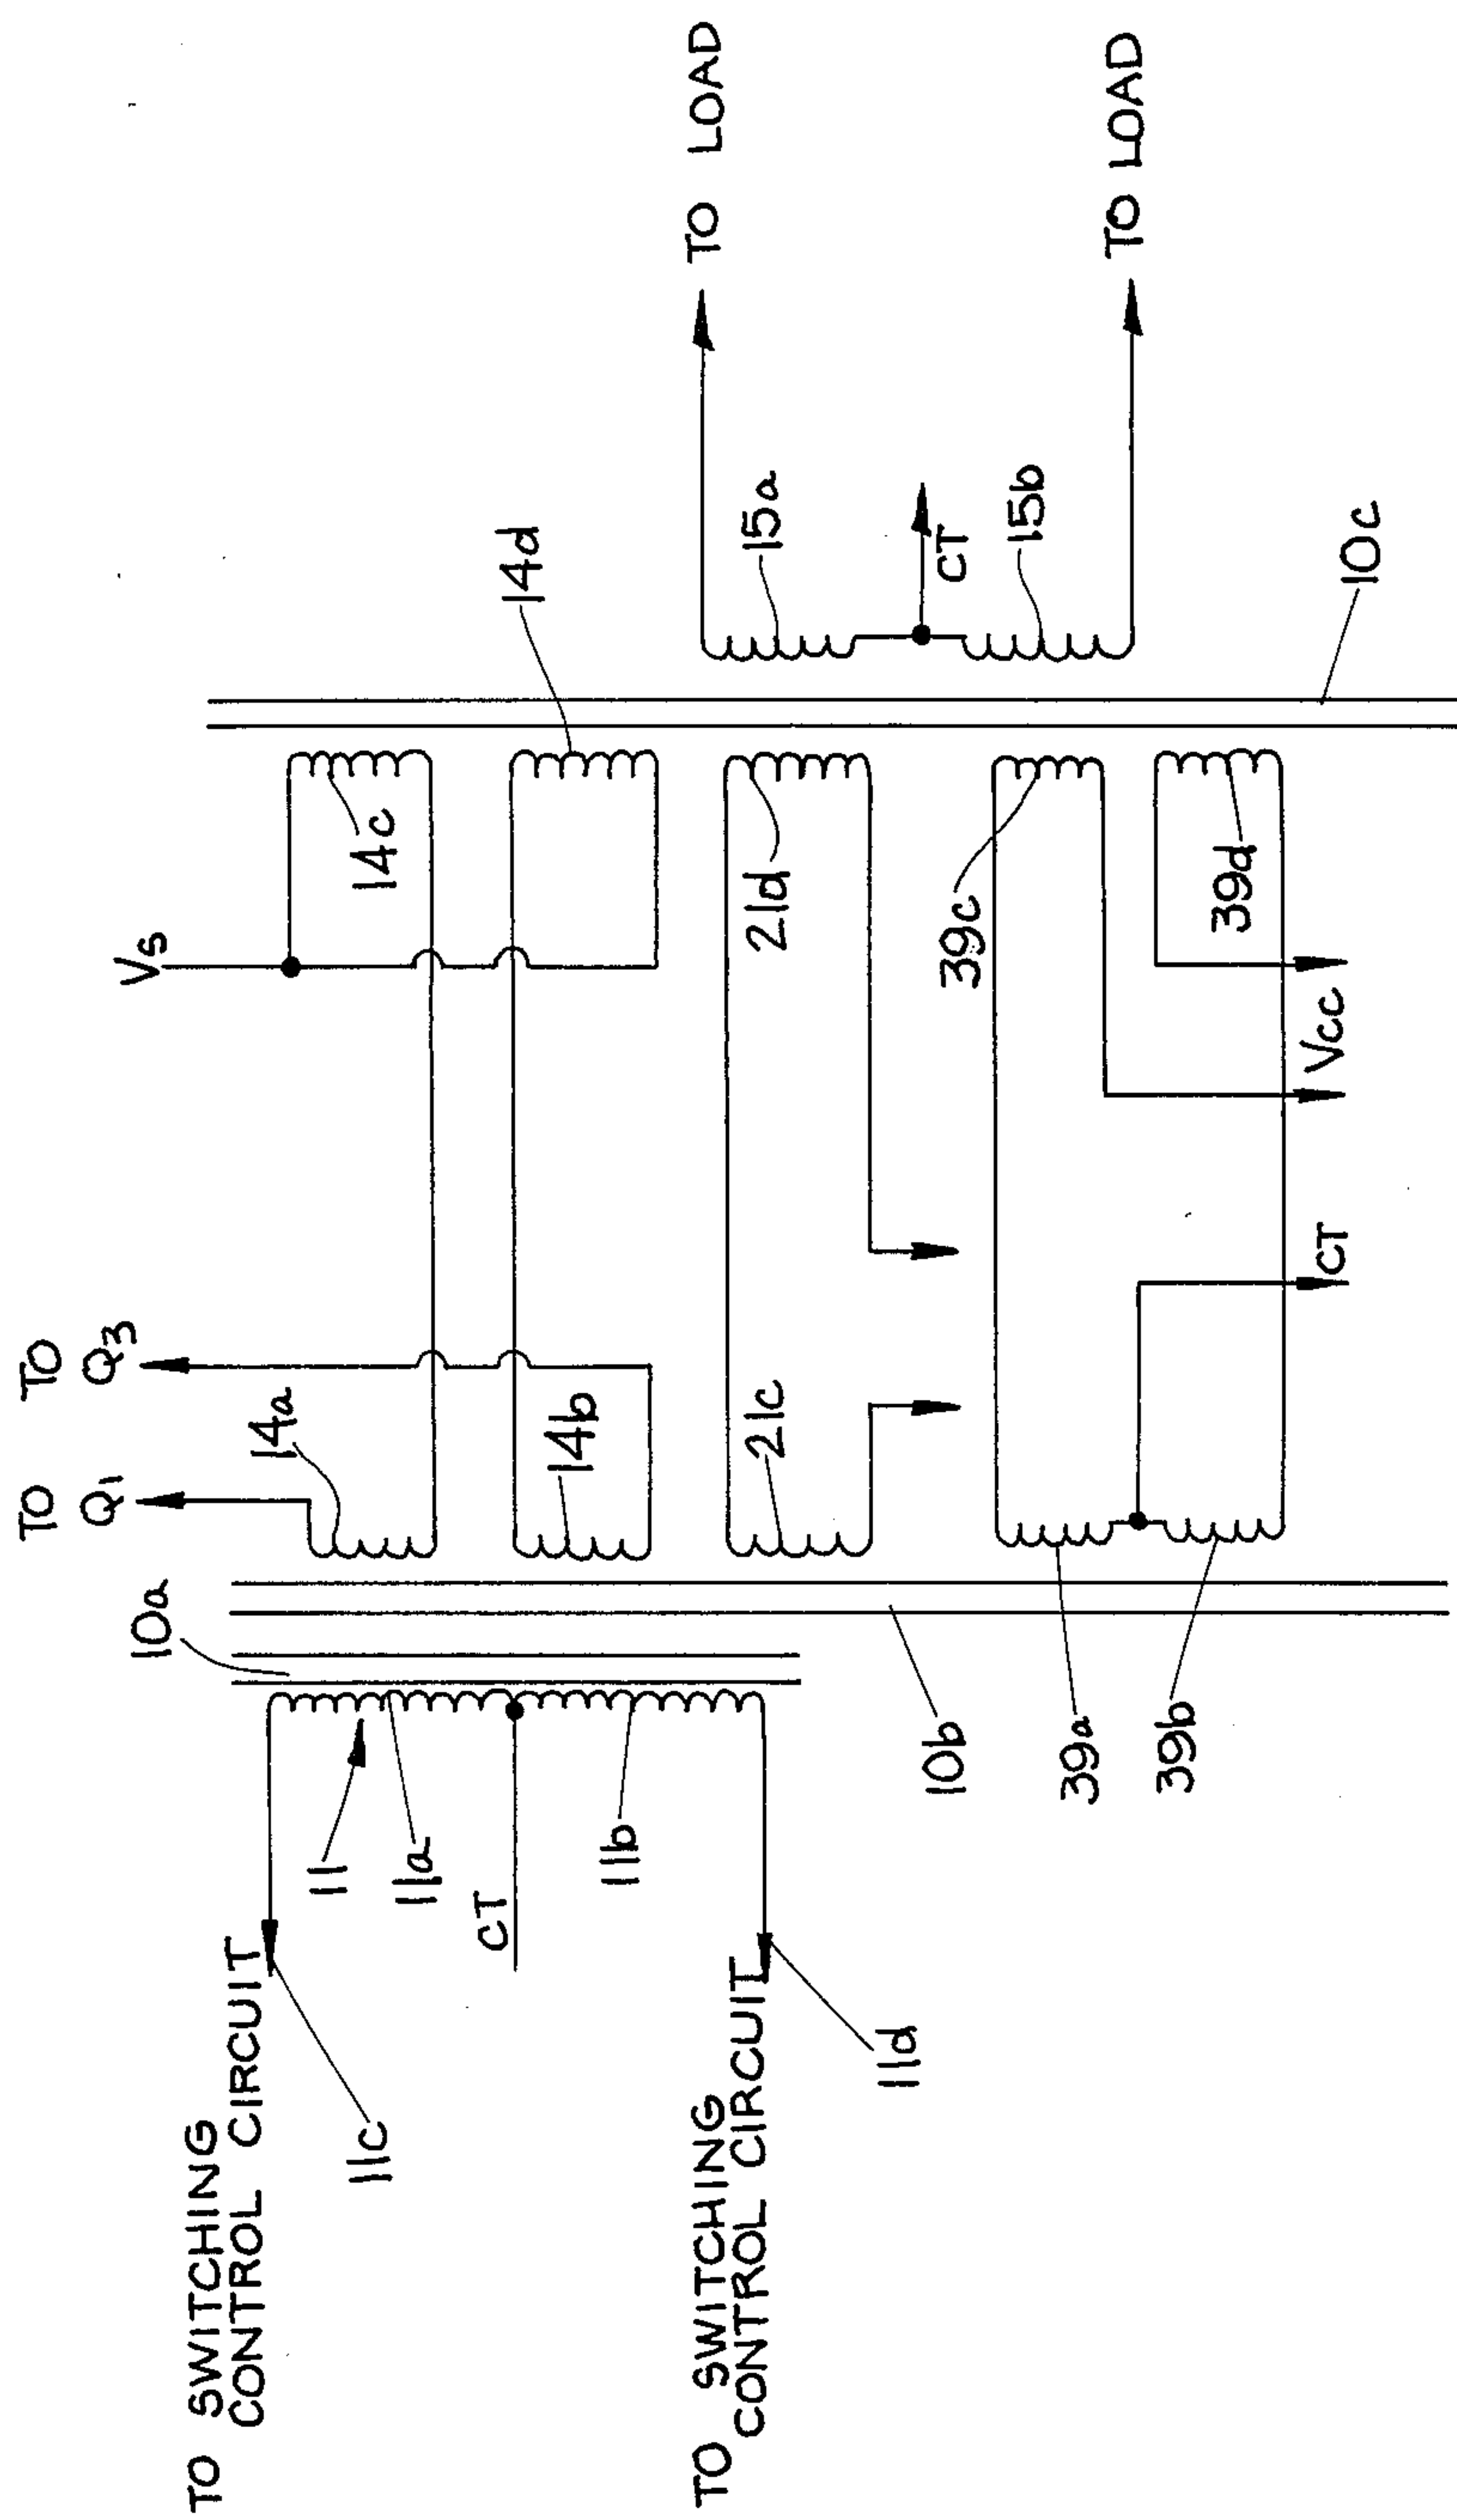 TO
Q1
TO
Q3
Vs
10a
TO SWITCHING
CONTROL CIRCUIT
14a
11
11c
14c
11a
CT
14d
14b
11b
TO LOAD
TO SWITCHING
CONTROL CIRCUIT
21c
21d
15a
11d
10b
39c
CT
15b
39a
TO LOAD
39b
39d
CT
Vcc
10c